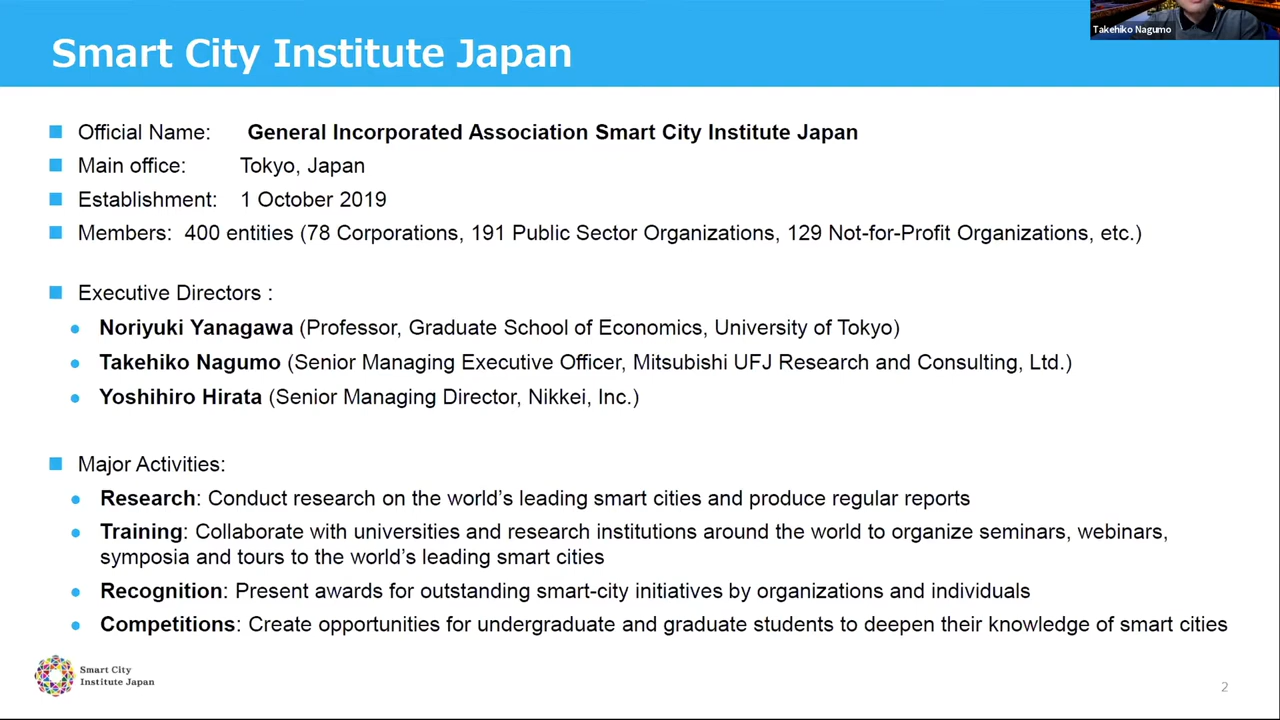 Smart City Institute Japan
Takehiko Nagumo
Official Name: General Incorporated Association Smart City Institute Japan
Main office: Tokyo, Japan
Establishment: 1 October 2019
Members: 400 entities (78 Corporations, 191 Public Sector Organizations, 129 Not-for-Profit Organizations, etc.)
Executive Directors :
Noriyuki Yanagawa (Professor, Graduate School of Economics, University of Tokyo)
Takehiko Nagumo (Senior Managing Executive Officer, Mitsubishi UFJ Research and Consulting, Ltd.)
Yoshihiro Hirata (Senior Managing Director, Nikkei, Inc.)
Major Activities:
Research: Conduct research on the world’s leading smart cities and produce regular reports
Training: Collaborate with universities and research institutions around the world to organize seminars, webinars,
symposia and tours to the world’s leading smart cities
Recognition: Present awards for outstanding smart-city initiatives by organizations and individuals
Competitions: Create opportunities for undergraduate and graduate students to deepen their knowledge of smart cities
Smart City
Institute Japan
2